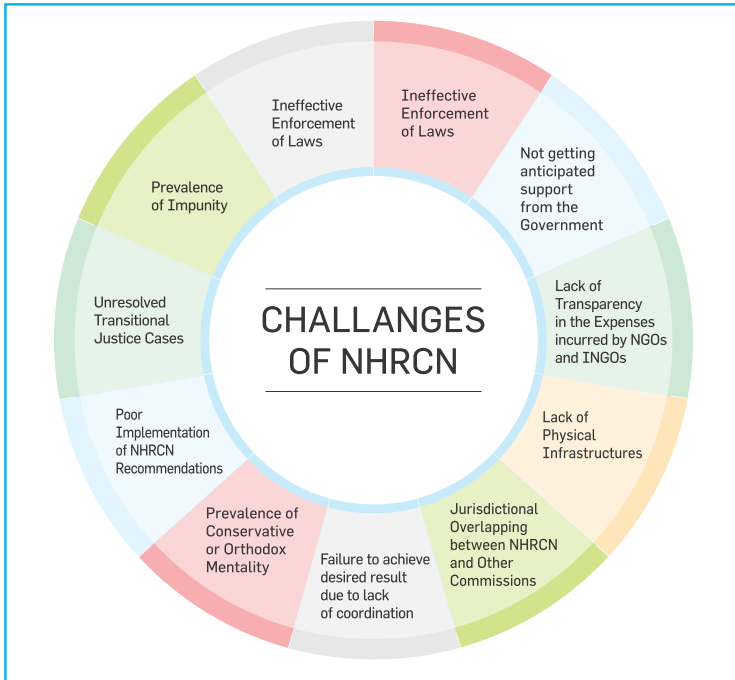 CHALLANGES
OF NHRCN
Ineffective
Enforcement
of Laws
Not getting
anticipated
support
from the
Government
Lack of
Transparency
in the Expenses
incurred by NGOs
and INGOs
Lack of
Physical
Infrastructures
Jurisdictional
Overlapping
between NHRCN
and Other
Commissions
Failure to achieve
desired result
due to lack
of coordination
Prevalence of
Conservative
or Orthodox
Mentality
Poor
Implementation
of NHRCN
Recommendations
Unresolved
Transitional
Justice Cases
Prevalence
of Impunity
Ineffective
Enforcement
of Laws